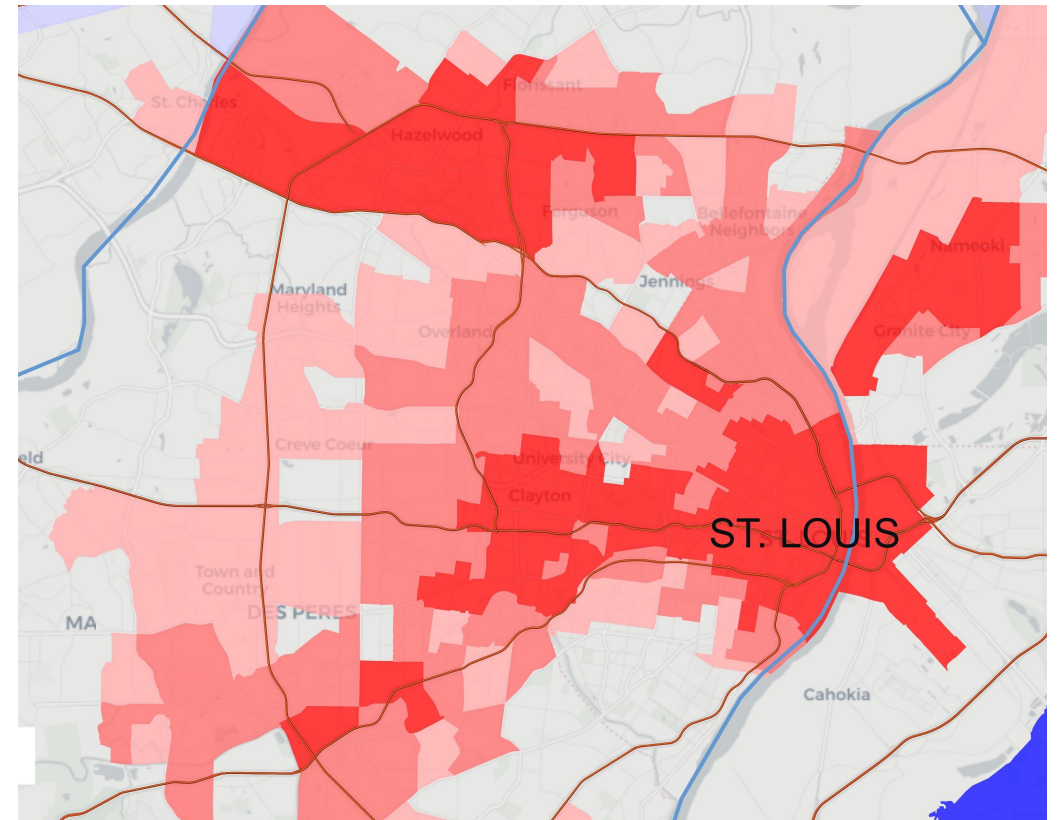 St. Charles
Florissant
Hazelwood
Ferguson
Bellefontaine
Neighbors
Nameoki
Jennings
Maryland
Heights
Overland
Granite City
Creve Coeur
eld
University City
Clayton
ST. LOUIS
Town and
Country
DES PERES
MA
Cahokia